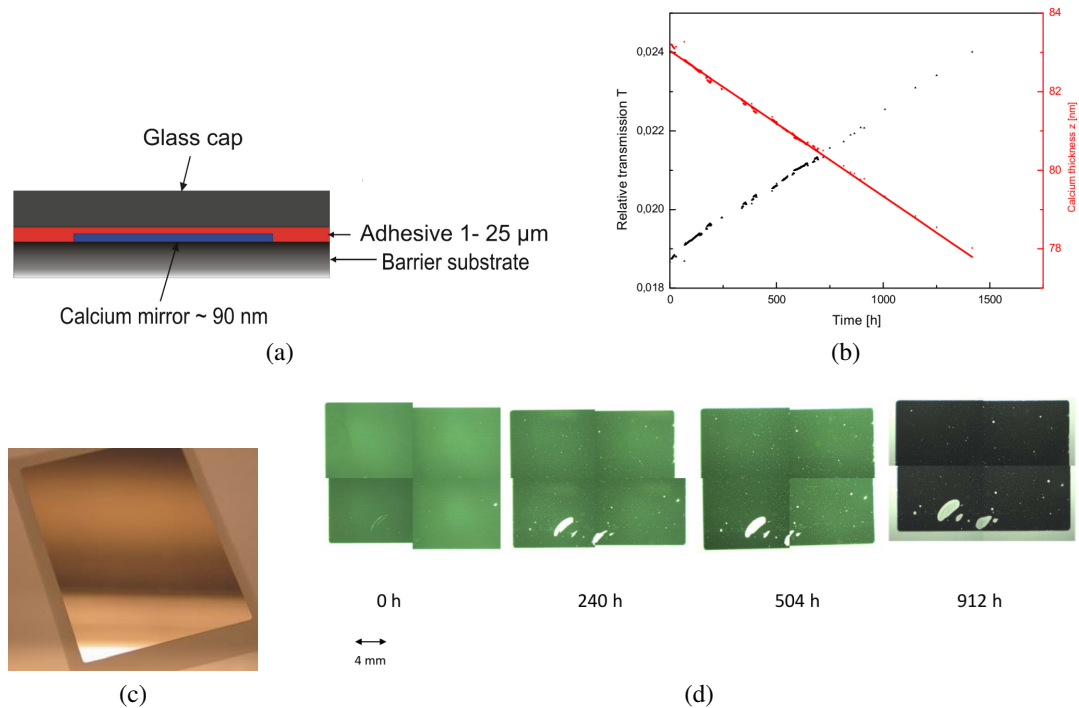 Glass cap
Adhesive 1- 25 µm
Barrier substrate
Calcium mirror ~ 90 nm
(a)
0,024
0,022
0,020
0,018
Relative transmission T
0
500
1000
1500
Time [h]
84
82
80
78
Calcium thickness z [nm]
(b)
(c)
0 h
240 h
504 h
912 h
4 mm
(d)